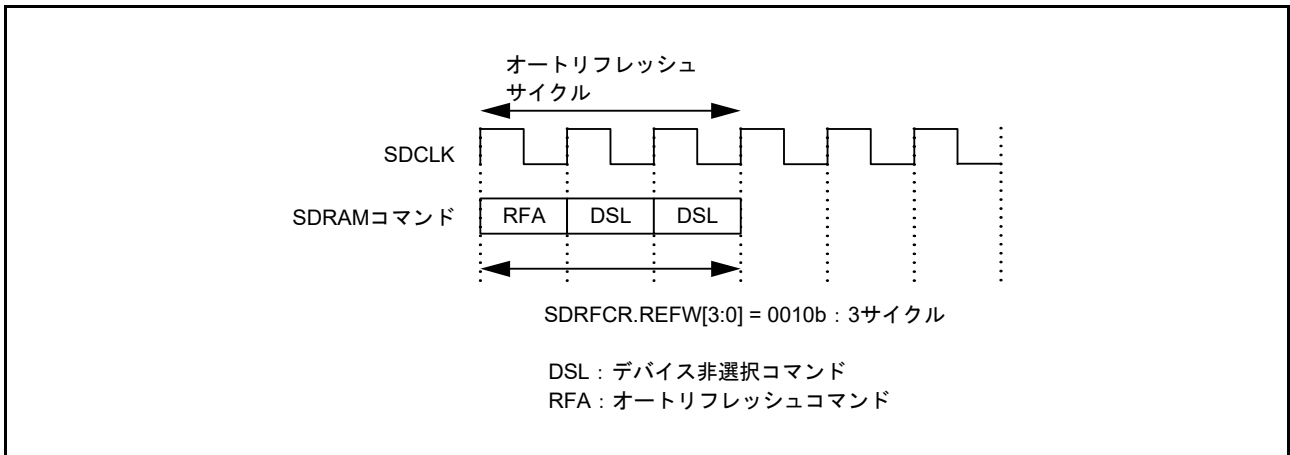 オートリフレッシュ
サイクル
SDCLK
SDRAMコマンド
RFA DSL DSL
SDRFCR.REFW[3:0] = 0010b：3サイクル
DSL：デバイス非選択コマンド
RFA：オートリフレッシュコマンド